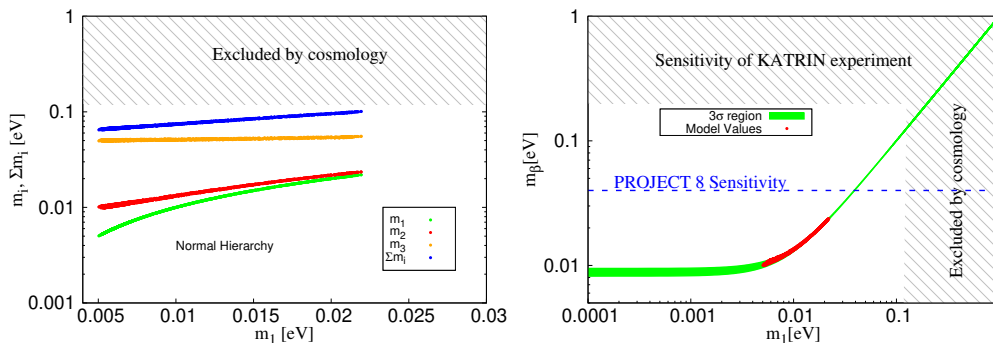 1
0.1
0.01
0.001
0.005
0.01
0.015
0.02
0.025
0.03
m₁ [eV]
mᵢ, Σmᵢ [eV]
Excluded by cosmology
Normal Hierarchy
m₁
m₂
m₃
Σmᵢ
1
0.1
0.01
0.0001
0.001
0.01
0.1
m₁[eV]
mᵦ[eV]
Sensitivity of KATRIN experiment
3σ region
Model Values
PROJECT 8 Sensitivity
Excluded by cosmology